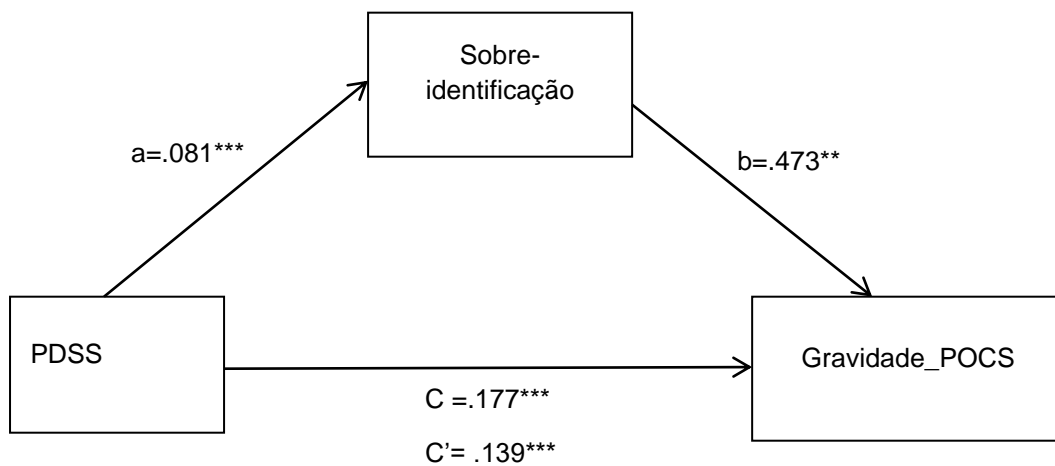 Sobre-
identificação
a=.081***
b=.473**
PDSS
Gravidade_POCS
C =.177***
C’= .139***